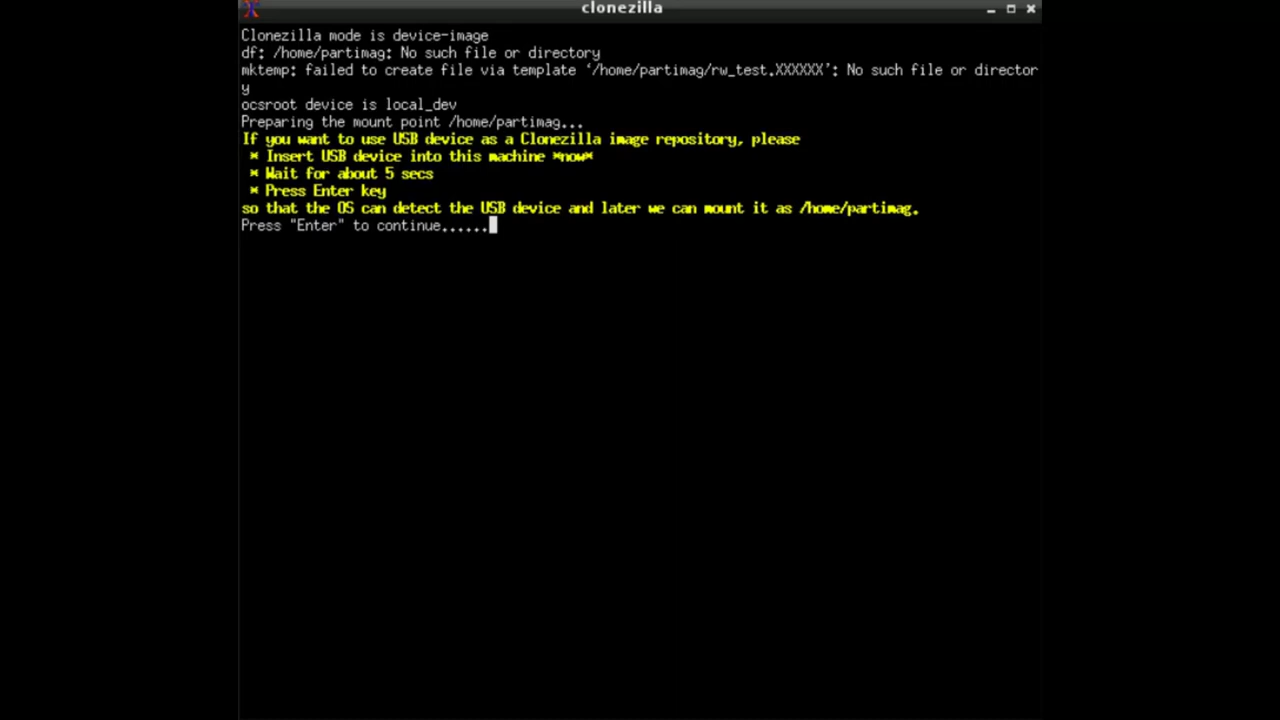 clonezilla
Clonezilla mode is device-image
df: /home/partimag: No such file or directory
mktemp: failed to create file via template ‘/home/partimag/rw_test.XXXXXX’: No such file or director
y
ocsroot device is local_dev
Preparing the mount point /home/partimag...
If you want to use USB device as a Clonezilla image repository, please
* Insert USB device into this machine *now*
* Wait for about 5 secs
* Press Enter key
so that the OS can detect the USB device and later we can mount it as /home/partimag.
Press "Enter" to continue......